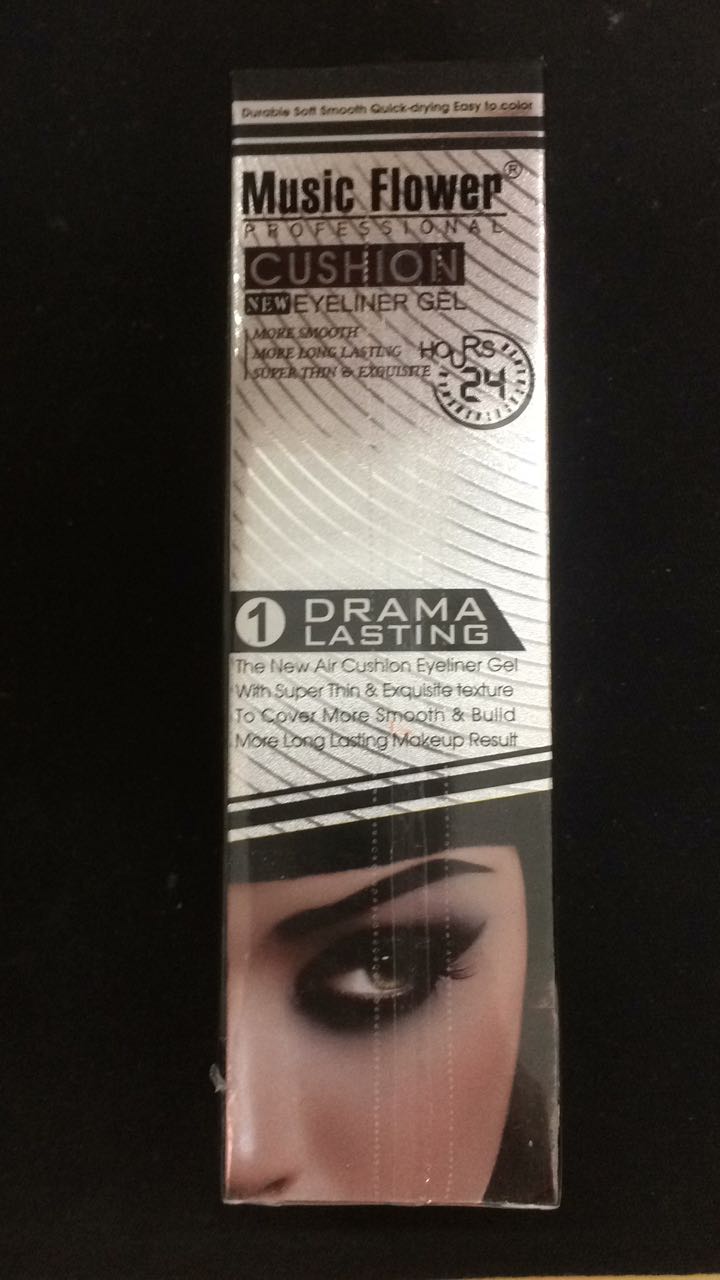 Durable Soft Smooth Quick-drying Easy to color
Music Flower®
PROFESSIONAL
CUSHION
NEW EYELINER GEL
MORE SMOOTH
MORE LONG LASTING
SUPER THIN & EXQUISITE
HOURS
24
1 DRAMA
LASTING
The New Air Cushion Eyeliner Gel
With Super Thin & Exquisite texture
To Cover More Smooth & Build
More Long Lasting Makeup Result